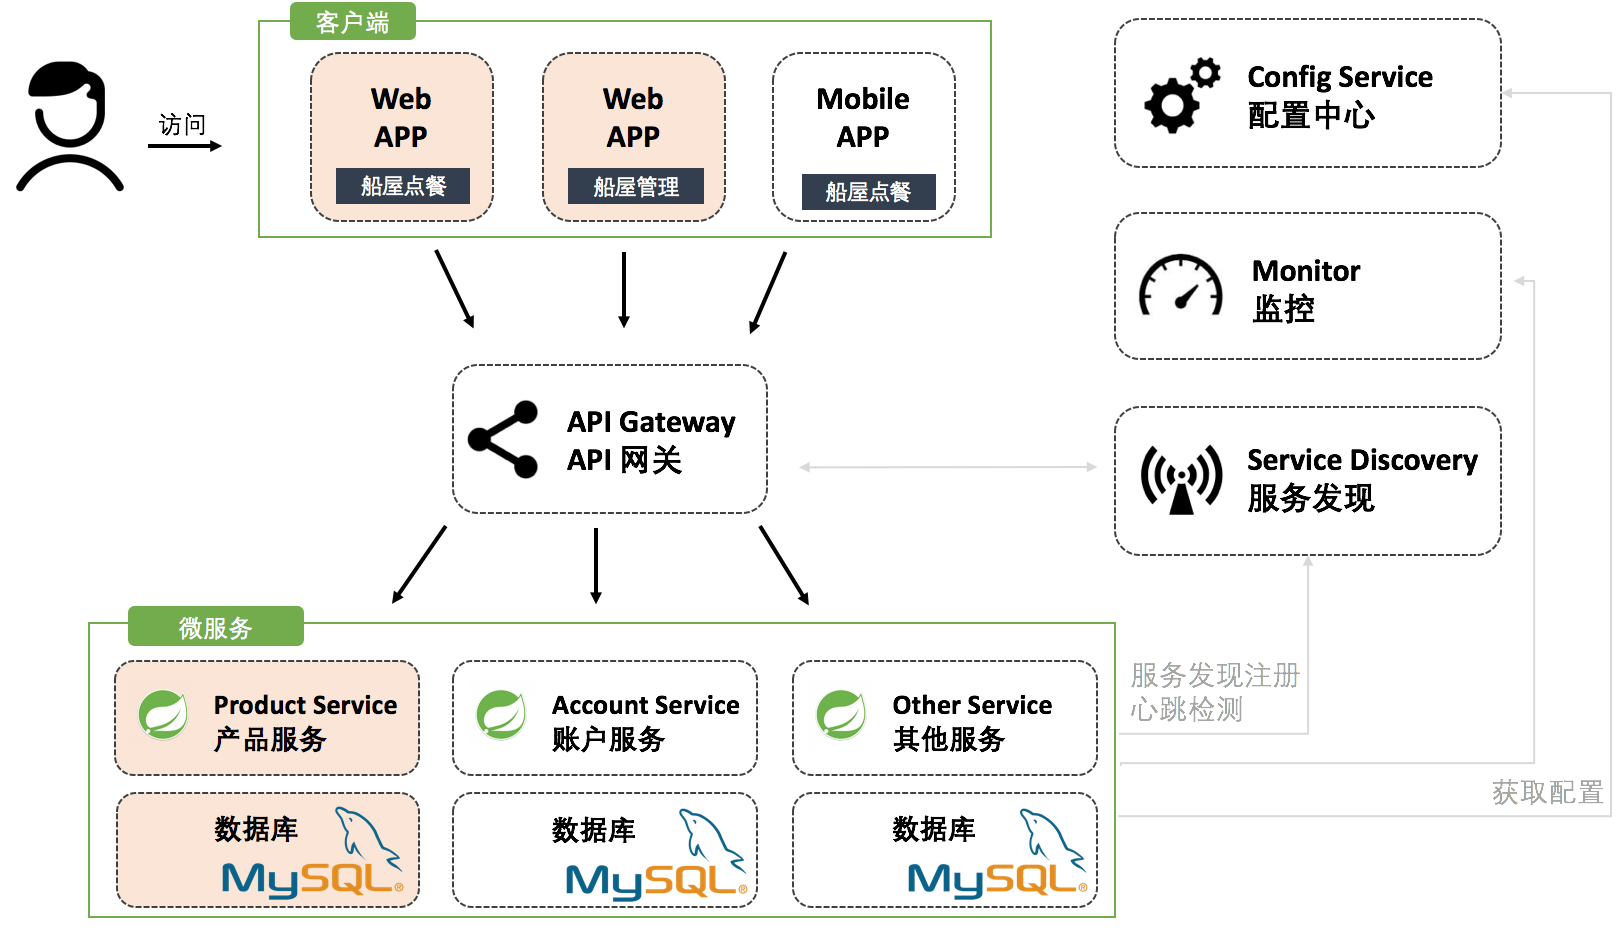 客户端
访问
Web
APP
船屋点餐
Web
APP
船屋管理
Mobile
APP
船屋点餐
Config Service
配置中心
Monitor
监控
API Gateway
API 网关
Service Discovery
服务发现
微服务
Product Service
产品服务
Account Service
账户服务
Other Service
其他服务
数据库
MySQL®
数据库
MySQL®
数据库
MySQL®
服务发现注册
心跳检测
获取配置